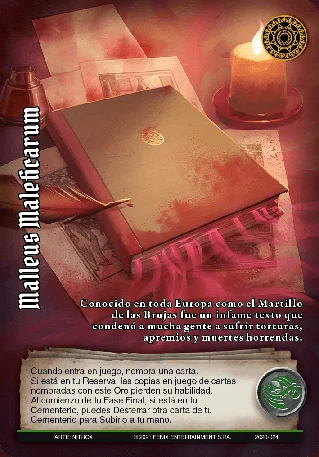 Malleus Maleficarum
Conocido en toda Europa como el Martillo
de las Brujas fue un infame texto que
condenó a mucha gente a sufrir torturas,
apremios y muertes horrendas.
Cuando entra en juego, nombra una carta.
Si está en tu Reserva, las copias en juego de cartas
nombradas con este Oro pierden su habilidad.
Al comienzo de tu Fase Final, si está en tu
Cementerio, puedes Desterrar otra carta de tu
Cementerio para Subirlo a tu mano.
ENTERTAINMENT S.P.A.